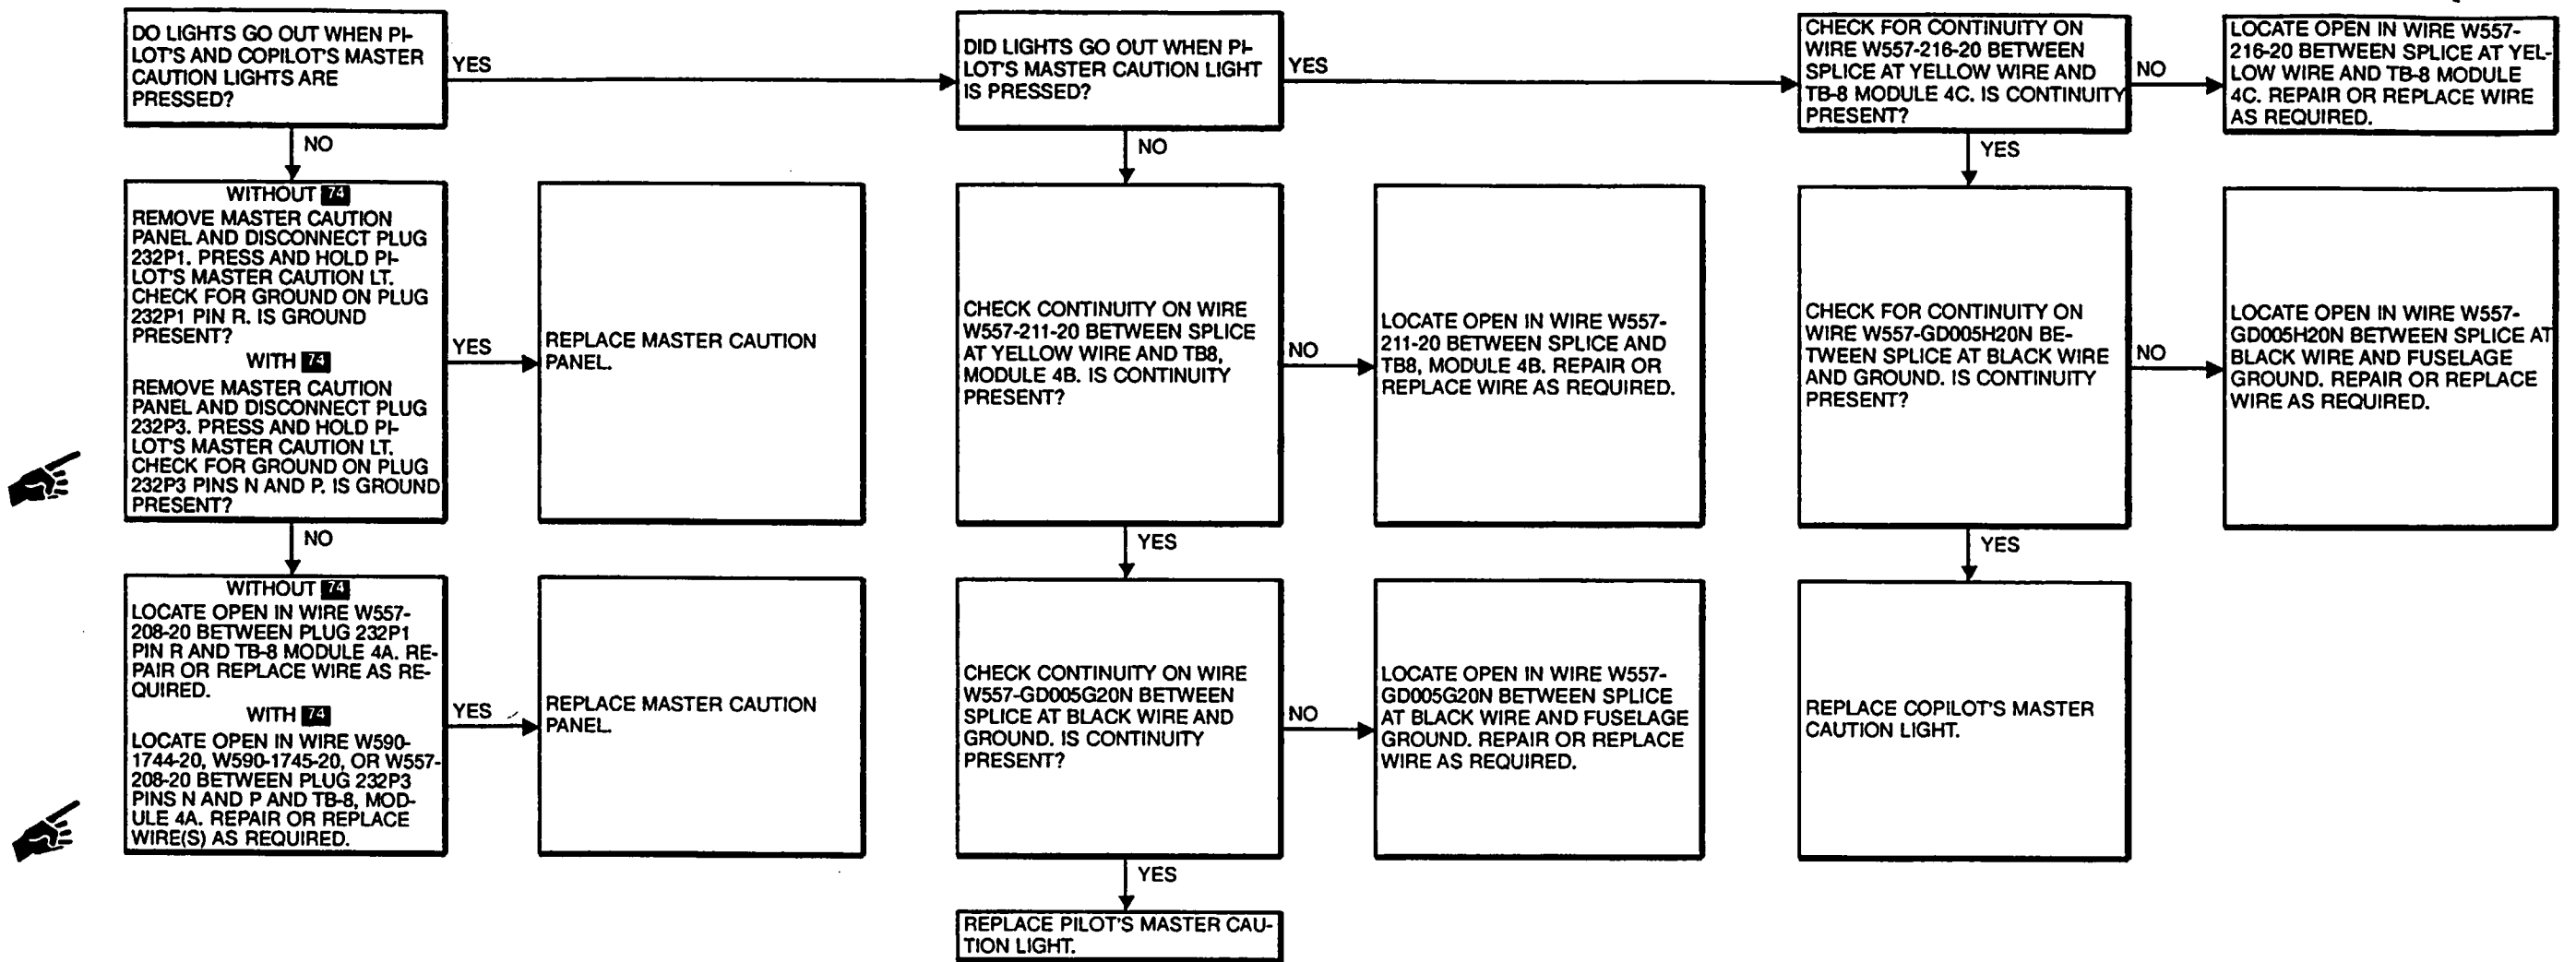 DO LIGHTS GO OUT WHEN PI-
LOT'S AND COPILOT'S MASTER
CAUTION LIGHTS ARE
PRESSED?
YES
NO
DID LIGHTS GO OUT WHEN PI-
LOT'S MASTER CAUTION LIGHT
IS PRESSED?
YES
NO
CHECK FOR CONTINUITY ON
WIRE W557-216-20 BETWEEN
SPLICE AT YELLOW WIRE AND
TB-8 MODULE 4C. IS CONTINUITY
PRESENT?
NO
YES
LOCATE OPEN IN WIRE W557-
216-20 BETWEEN SPLICE AT YEL-
LOW WIRE AND TB-8 MODULE
4C. REPAIR OR REPLACE WIRE
AS REQUIRED.
WITHOUT 74
REMOVE MASTER CAUTION
PANEL AND DISCONNECT PLUG
232P1. PRESS AND HOLD PI-
LOT'S MASTER CAUTION LT.
CHECK FOR GROUND ON PLUG
232P1 PIN R. IS GROUND
PRESENT?
WITH 74
REMOVE MASTER CAUTION
PANEL AND DISCONNECT PLUG
232P3. PRESS AND HOLD PI-
LOT'S MASTER CAUTION LT.
CHECK FOR GROUND ON PLUG
232P3 PINS N AND P. IS GROUND
PRESENT?
YES
NO
REPLACE MASTER CAUTION
PANEL.
CHECK CONTINUITY ON WIRE
W557-211-20 BETWEEN SPLICE
AT YELLOW WIRE AND TB8,
MODULE 4B. IS CONTINUITY
PRESENT?
NO
YES
LOCATE OPEN IN WIRE W557-
211-20 BETWEEN SPLICE AND
TB8, MODULE 4B. REPAIR OR
REPLACE WIRE AS REQUIRED.
CHECK FOR CONTINUITY ON
WIRE W557-GD005H20N BE-
TWEEN SPLICE AT BLACK WIRE
AND GROUND. IS CONTINUITY
PRESENT?
NO
YES
LOCATE OPEN IN WIRE W557-
GD005H20N BETWEEN SPLICE AT
BLACK WIRE AND FUSELAGE
GROUND. REPAIR OR REPLACE
WIRE AS REQUIRED.
WITHOUT 74
LOCATE OPEN IN WIRE W557-
208-20 BETWEEN PLUG 232P1
PIN R AND TB-8 MODULE 4A. RE-
PAIR OR REPLACE WIRE AS RE-
QUIRED.
WITH 74
LOCATE OPEN IN WIRE W590-
1744-20, W590-1745-20, OR W557-
208-20 BETWEEN PLUG 232P3
PINS N AND P AND TB-8, MOD-
ULE 4A. REPAIR OR REPLACE
WIRE(S) AS REQUIRED.
YES
REPLACE MASTER CAUTION
PANEL.
CHECK CONTINUITY ON WIRE
W557-GD005G20N BETWEEN
SPLICE AT BLACK WIRE AND
GROUND. IS CONTINUITY
PRESENT?
NO
YES
LOCATE OPEN IN WIRE W557-
GD005G20N BETWEEN SPLICE
AT BLACK WIRE AND FUSELAGE
GROUND. REPAIR OR REPLACE
WIRE AS REQUIRED.
REPLACE COPILOT'S MASTER
CAUTION LIGHT.
REPLACE PILOT'S MASTER CAU-
TION LIGHT.